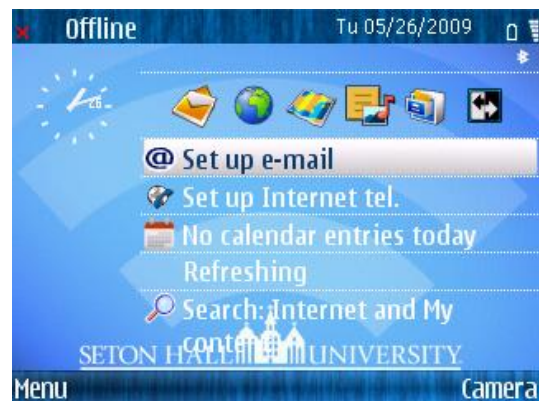 Offline
Tu 05/26/2009
26
@ Set up e-mail
Set up Internet tel.
No calendar entries today
Refreshing
Search: Internet and My
content
SETON HALL UNIVERSITY
Menu
Camera